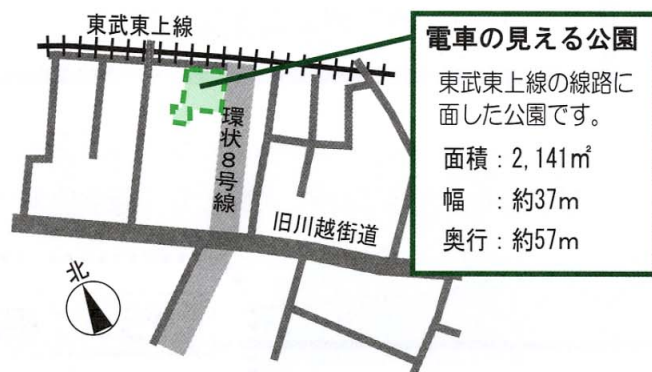 東武東上線
電車の見える公園
東武東上線の線路に
面した公園です。
面積：2,141㎡
幅　：約37m
奥行：約57m
環状8号線
旧川越街道
北